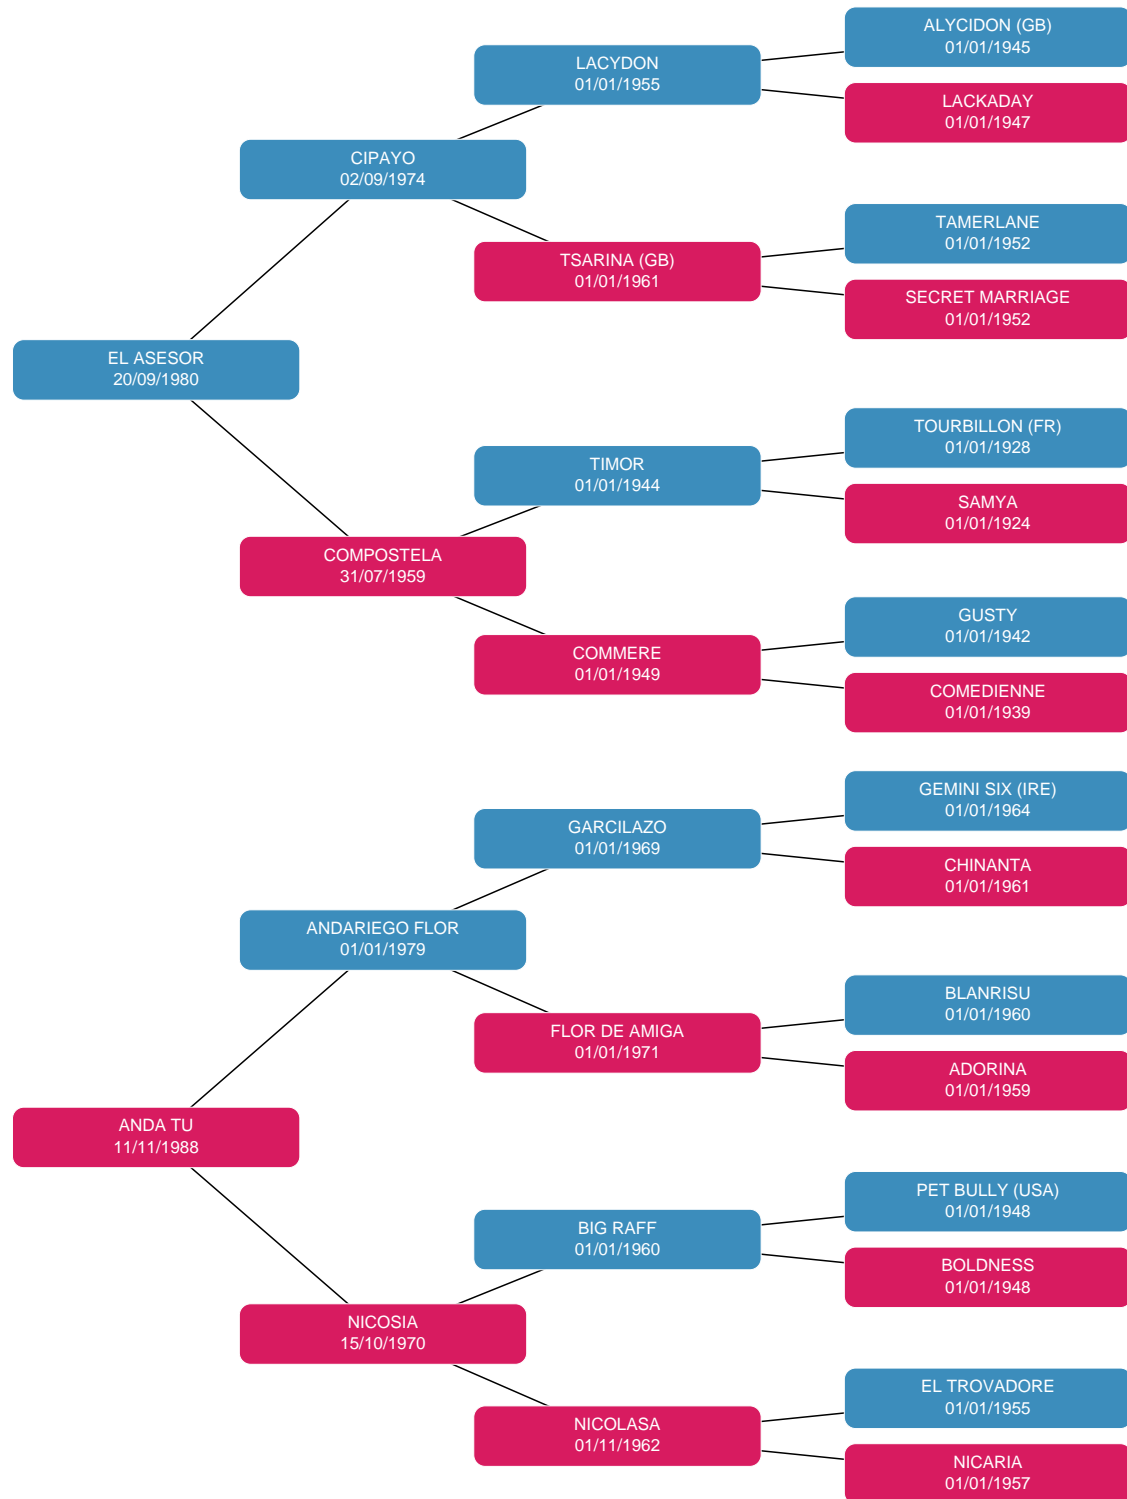 ALYCIDON (GB)
01/01/1945
LACYDON
01/01/1955
LACKADAY
01/01/1947
CIPAYO
02/09/1974
TAMERLANE
01/01/1952
TSARINA (GB)
01/01/1961
SECRET MARRIAGE
01/01/1952
EL ASESOR
20/09/1980
TOURBILLON (FR)
01/01/1928
TIMOR
01/01/1944
SAMYA
01/01/1924
COMPOSTELA
31/07/1959
GUSTY
01/01/1942
COMMERE
01/01/1949
COMEDIENNE
01/01/1939
GEMINI SIX (IRE)
01/01/1964
GARCILAZO
01/01/1969
CHINANTA
01/01/1961
ANDARIEGO FLOR
01/01/1979
BLANRISU
01/01/1960
FLOR DE AMIGA
01/01/1971
ADORINA
01/01/1959
ANDA TU
11/11/1988
PET BULLY (USA)
01/01/1948
BIG RAFF
01/01/1960
BOLDNESS
01/01/1948
NICOSIA
15/10/1970
EL TROVADORE
01/01/1955
NICOLASA
01/11/1962
NICARIA
01/01/1957